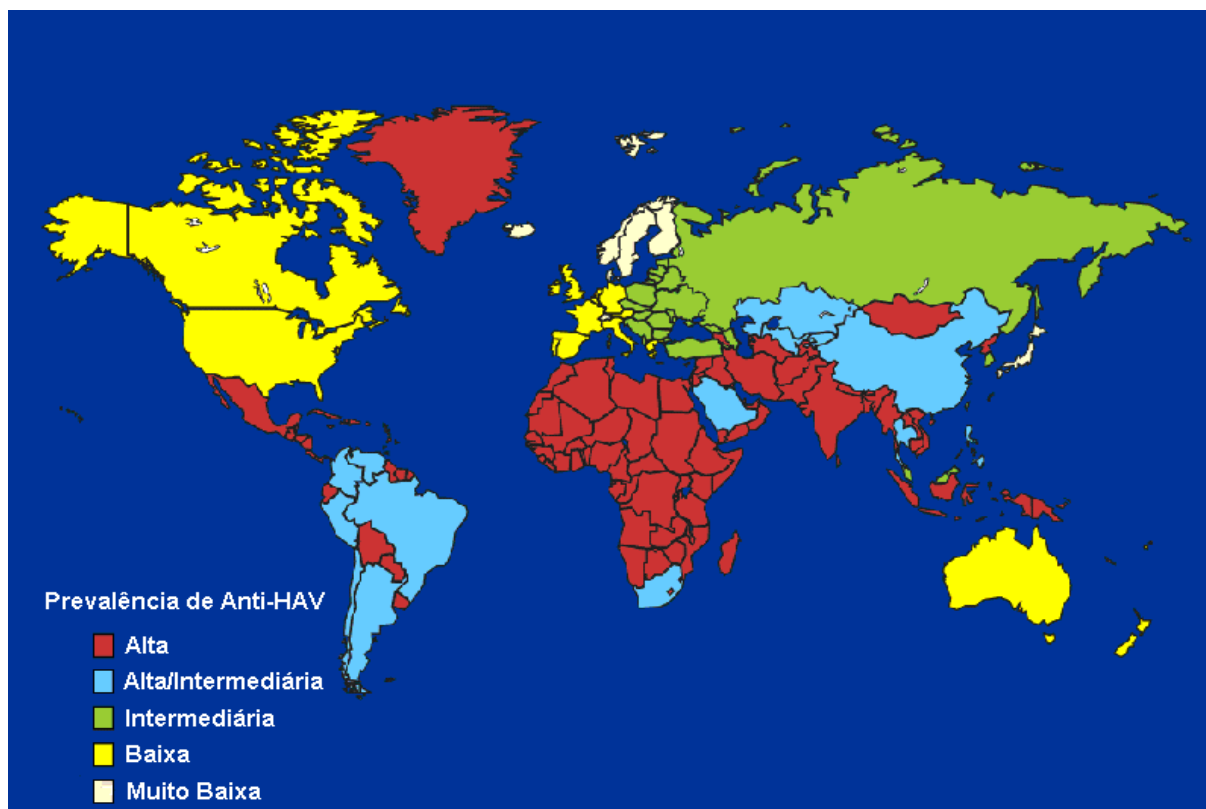 Prevalência de Anti-HAV
Alta
Alta/Intermediária
Intermediária
Baixa
Muito Baixa